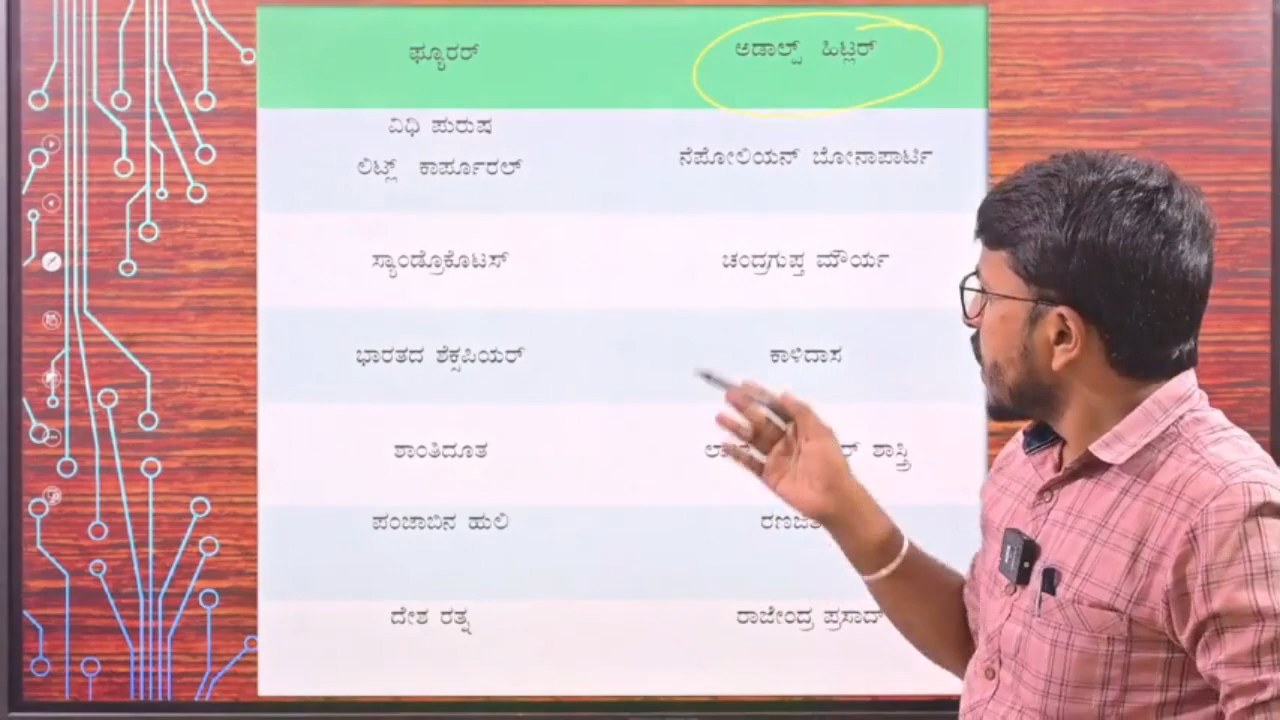 ಫ್ಯೂರರ್ ಅಡಾಲ್ಫ್ ಹಿಟ್ಲರ್
ವಿಧಿ ಪುರುಷ
ಲಿಟ್ಲ್ ಕಾರ್ಪೂರಲ್ ನೆಪೋಲಿಯನ್ ಬೋನಾಪಾರ್ಟಿ
ಸ್ಯಾಂಡ್ರೊಕೊಟಸ್ ಚಂದ್ರಗುಪ್ತ ಮೌರ್ಯ
ಭಾರತದ ಶೆಕ್ಸಪಿಯರ್ ಕಾಳಿದಾಸ
ಶಾಂತಿದೂತ ಶಾಸ್ತ್ರಿ
ಪಂಜಾಬಿನ ಹುಲಿ
ದೇಶ ರತ್ನ ರಾಜೇಂದ್ರ ಪ್ರಸಾದ್